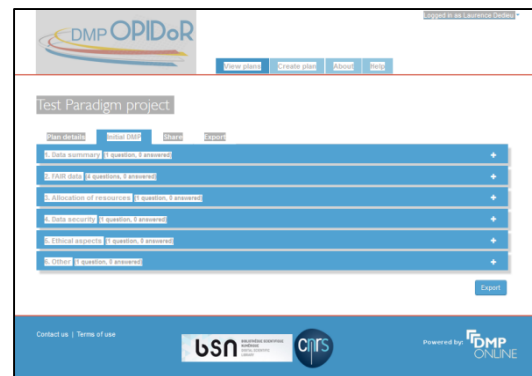 Logged in as Laurence Dedieu
DMP OPIDoR
View plans Create plan About Help
Test Paradigm project
Plan details Initial DMP Share Export
1. Data summary (1 question, 0 answered) +
2. FAIR data (4 questions, 0 answered) +
3. Allocation of resources (1 question, 0 answered) +
4. Data security (1 question, 0 answered) +
5. Ethical aspects (1 question, 0 answered) +
6. Other (1 question, 0 answered) +
Export
Contact us | Terms of use
bsn
cnrs
Powered by: DMP ONLINE